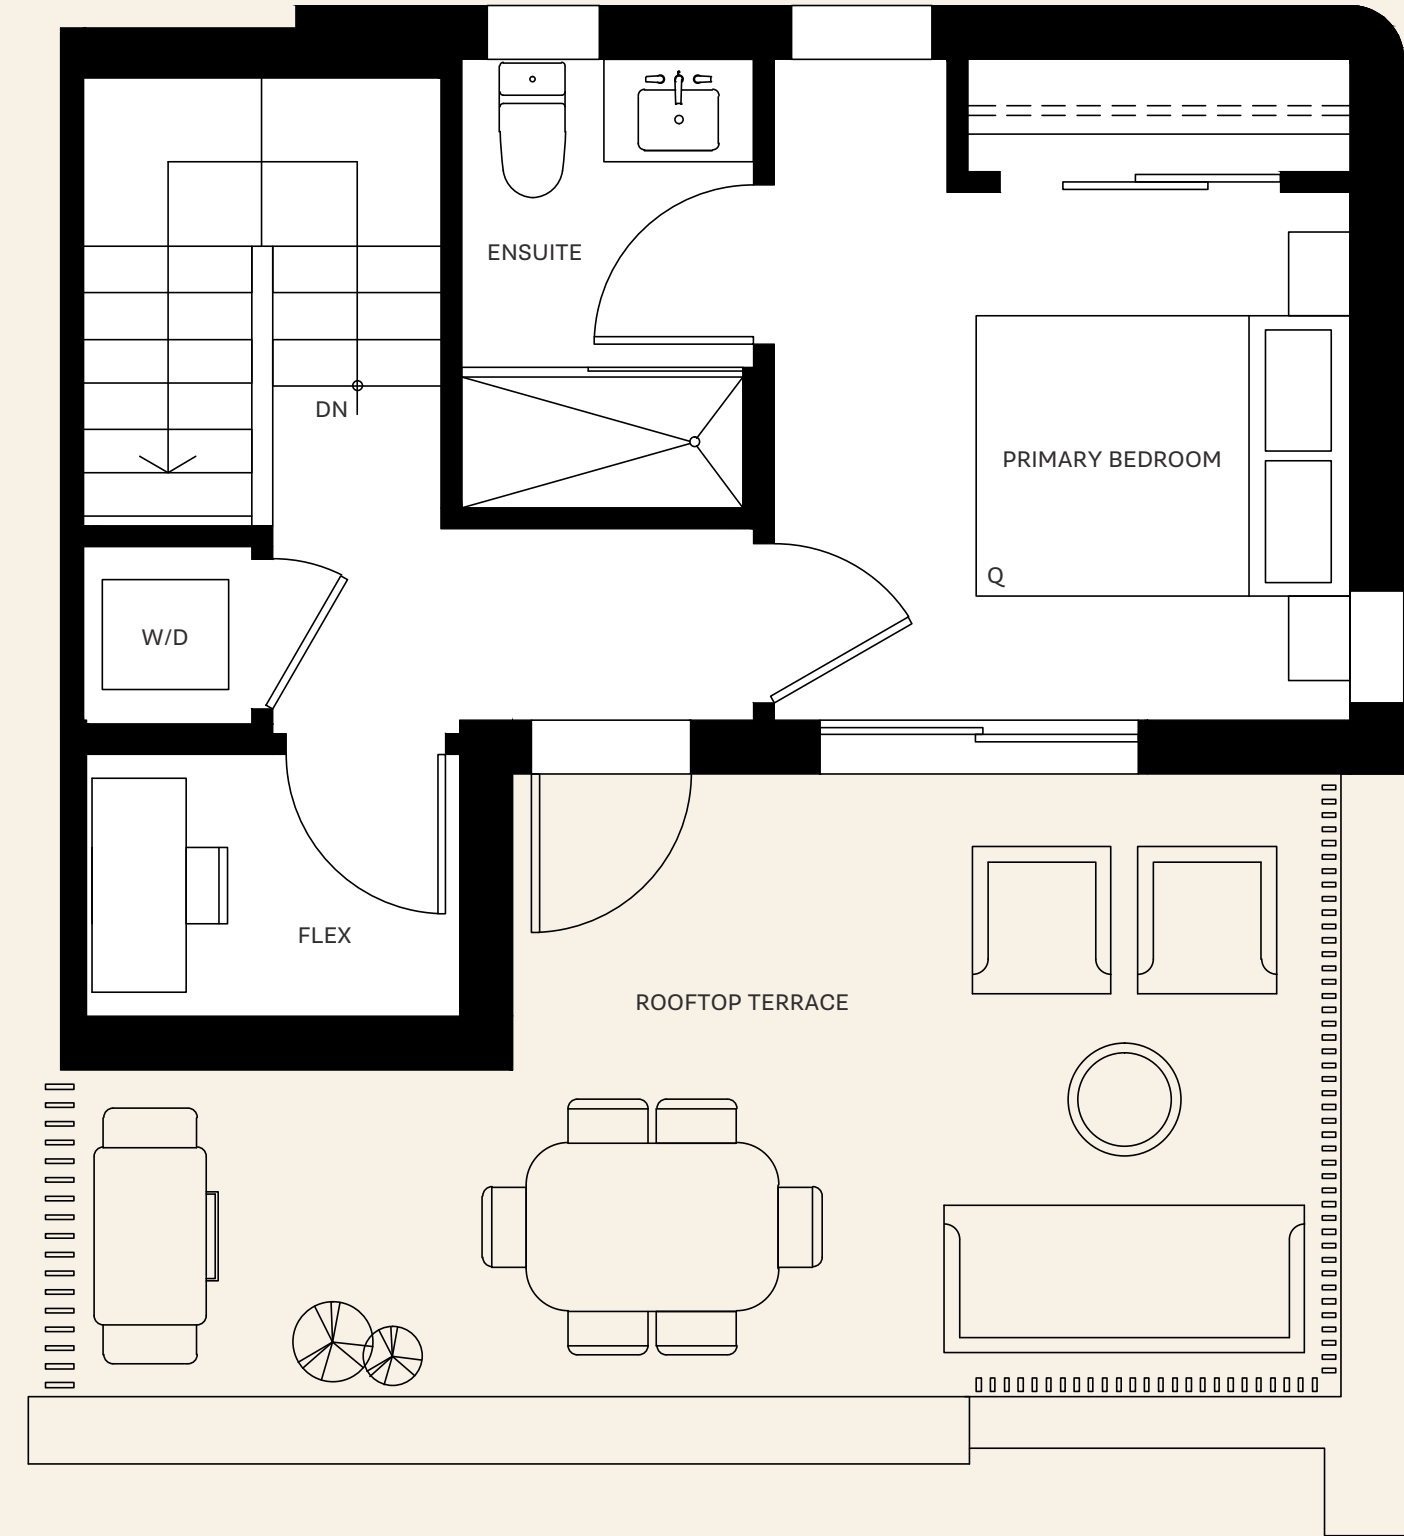 ENSUITE
DN
PRIMARY BEDROOM
Q
W/D
FLEX
ROOFTOP TERRACE